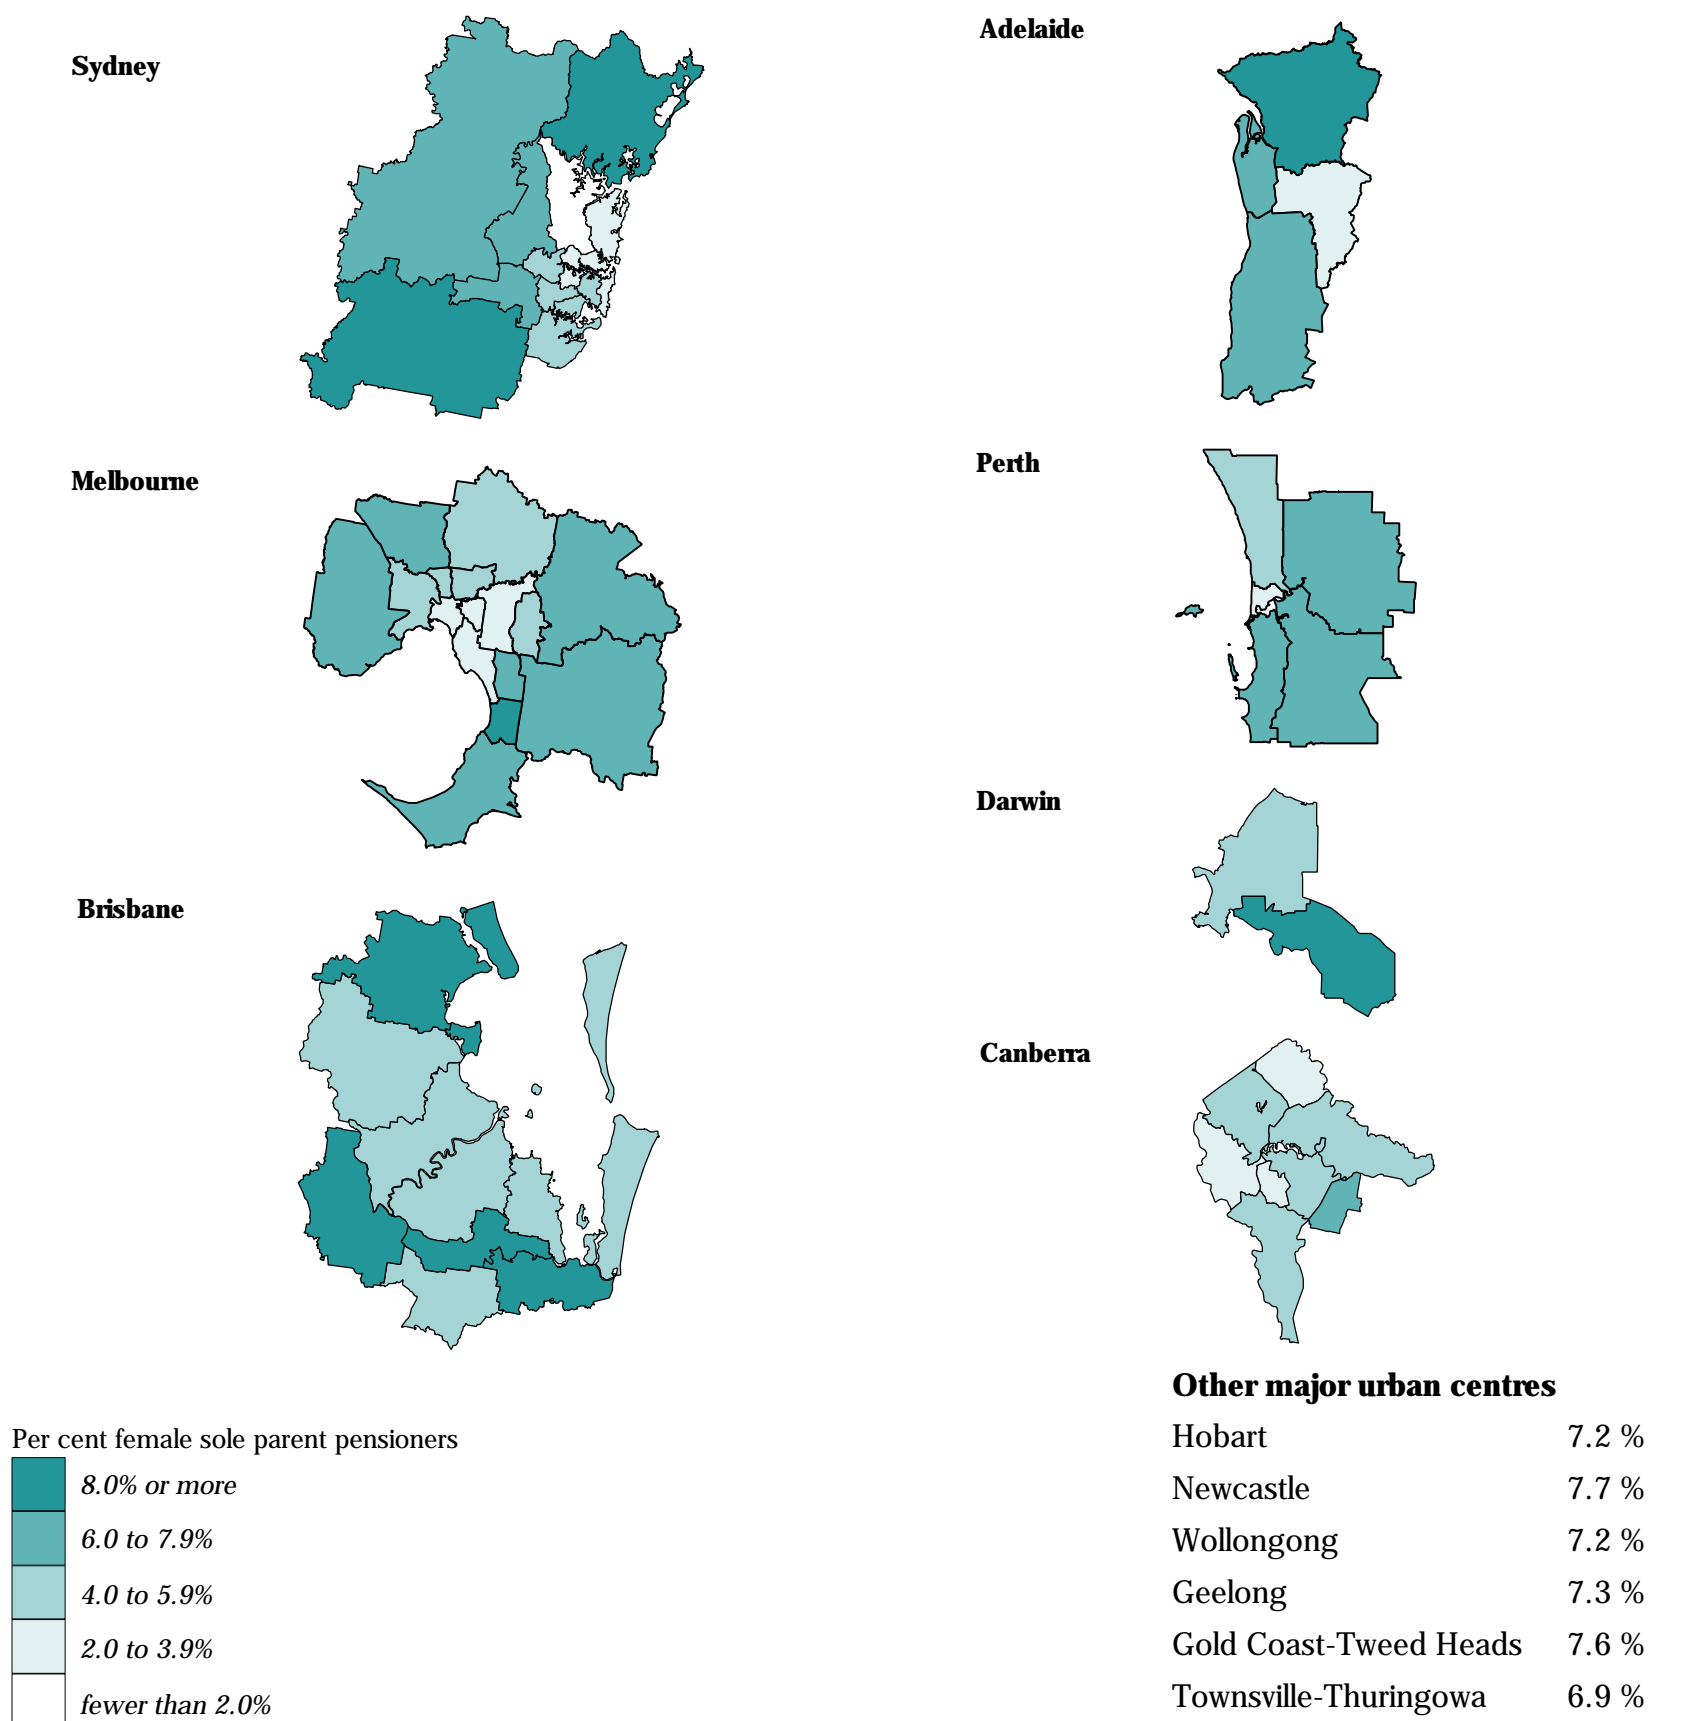 Sydney
Adelaide
Melbourne
Perth
Darwin
Brisbane
Canberra
Other major urban centres
Hobart 7.2 %
Newcastle 7.7 %
Wollongong 7.2 %
Geelong 7.3 %
Gold Coast-Tweed Heads 7.6 %
Townsville-Thuringowa 6.9 %
Per cent female sole parent pensioners
8.0% or more
6.0 to 7.9%
4.0 to 5.9%
2.0 to 3.9%
fewer than 2.0%